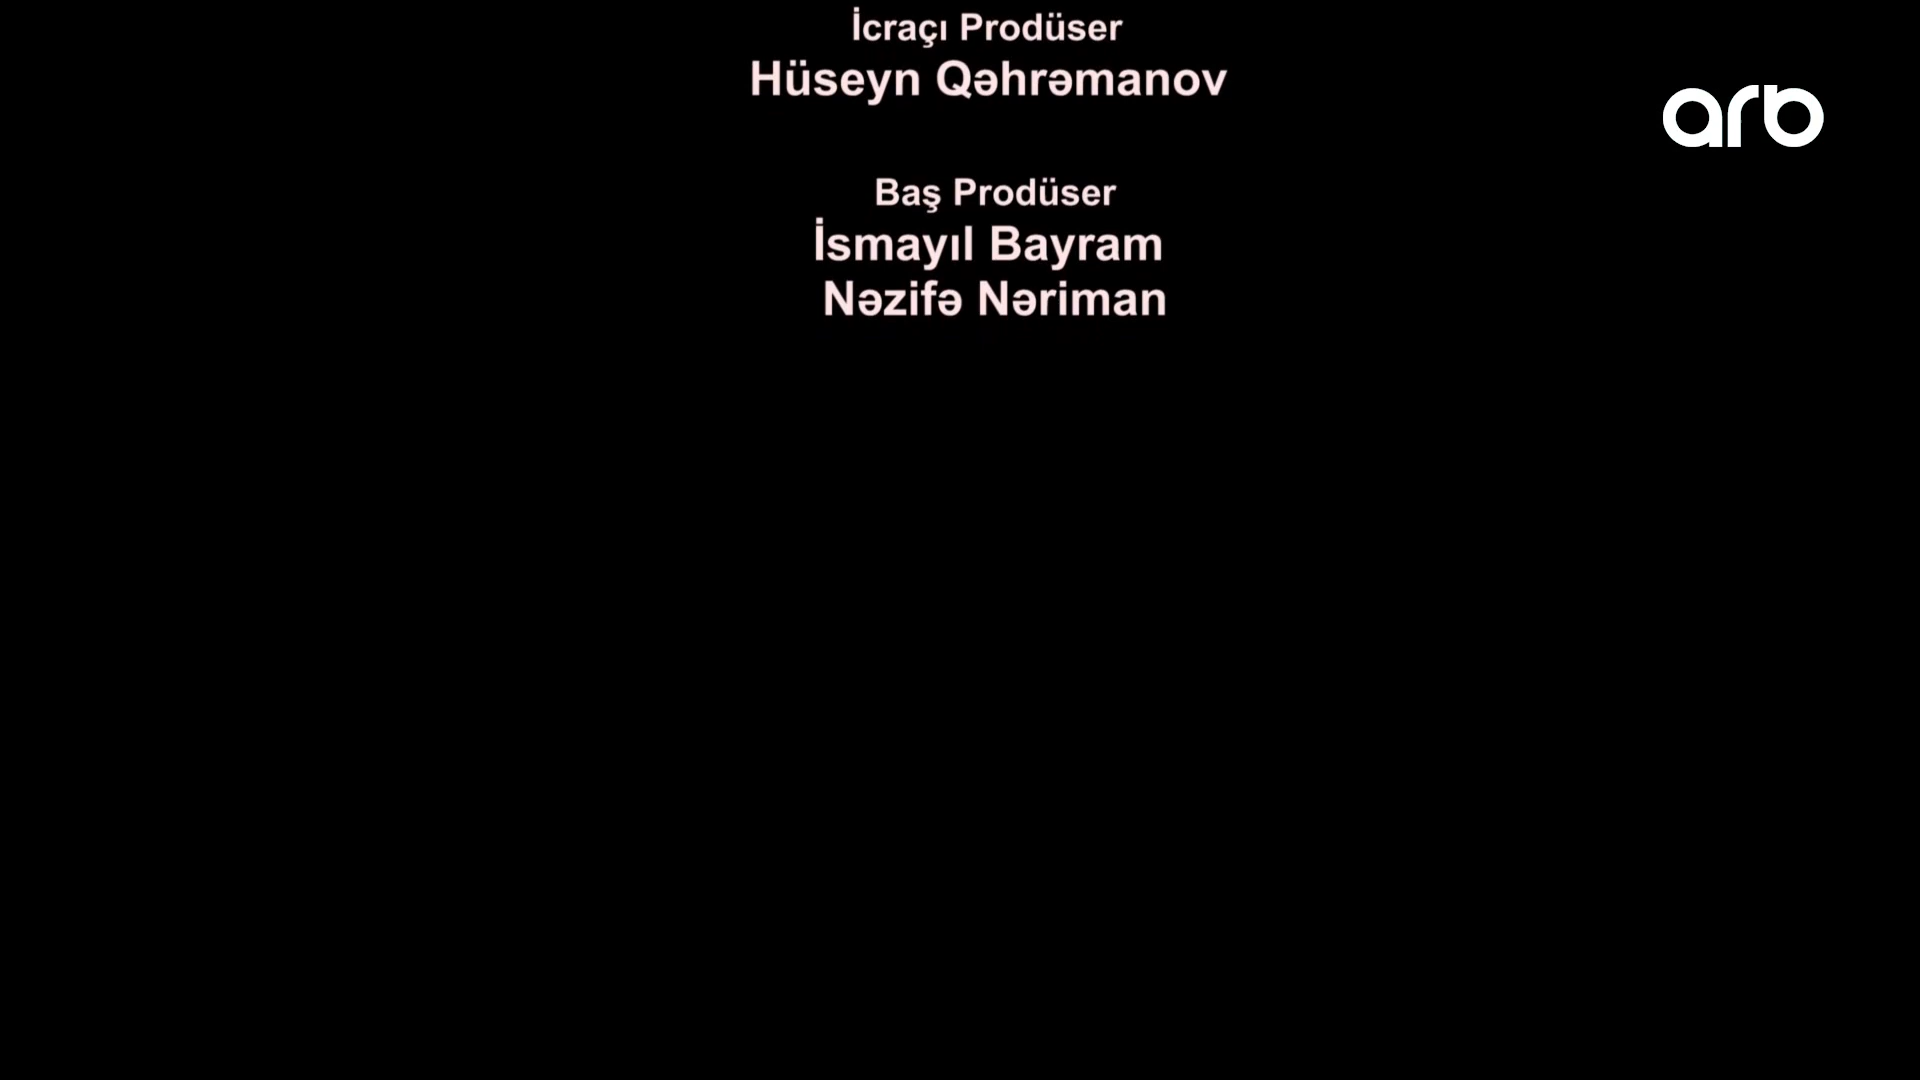 İcraçı Prodüser
Hüseyn Qəhrəmanov
arb
Baş Prodüser
İsmayıl Bayram
Nəzifə Nəriman